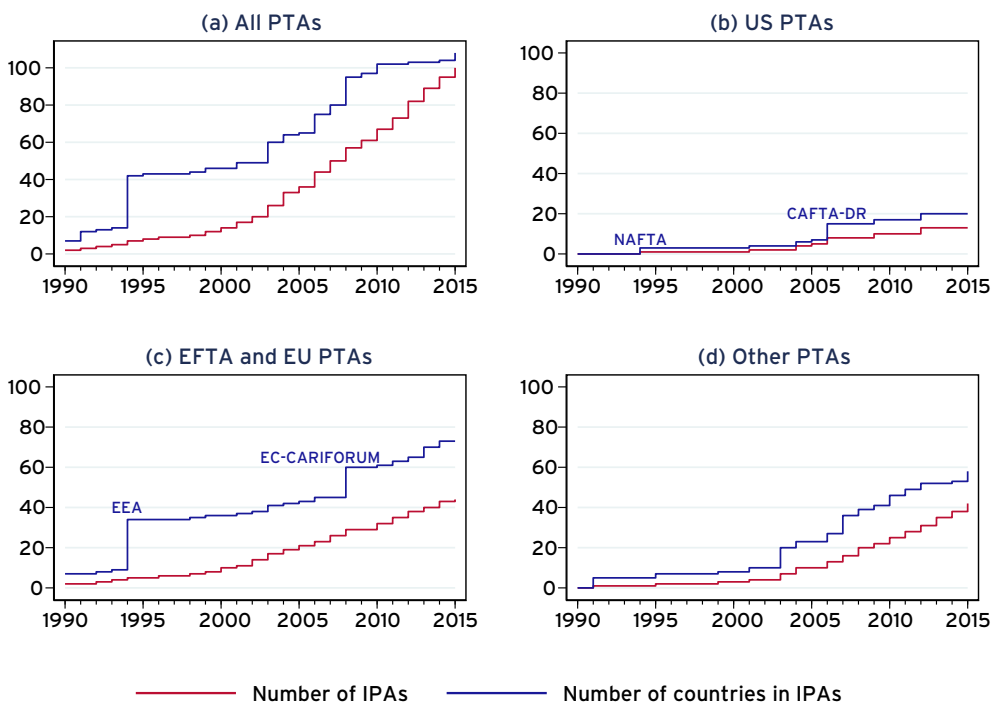 (a) All PTAs
100
80
60
40
20
0
1990 1995 2000 2005 2010 2015
(b) US PTAs
100
80
60
40
20
0
NAFTA
CAFTA-DR
1990 1995 2000 2005 2010 2015
(c) EFTA and EU PTAs
100
80
60
40
20
0
EEA
EC-CARIFORUM
1990 1995 2000 2005 2010 2015
(d) Other PTAs
100
80
60
40
20
0
1990 1995 2000 2005 2010 2015
Number of IPAs Number of countries in IPAs